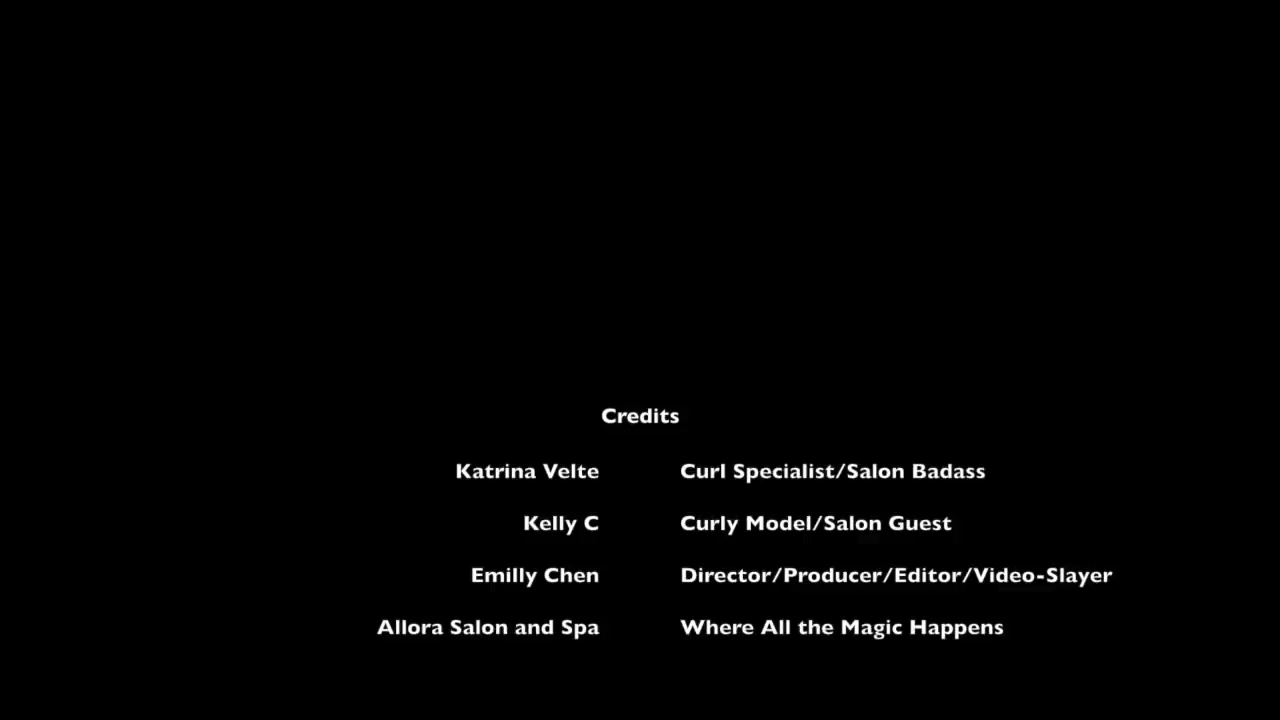 Credits
Katrina Velte Curl Specialist/Salon Badass
Kelly C Curly Model/Salon Guest
Emilly Chen Director/Producer/Editor/Video-Slayer
Allora Salon and Spa Where All the Magic Happens